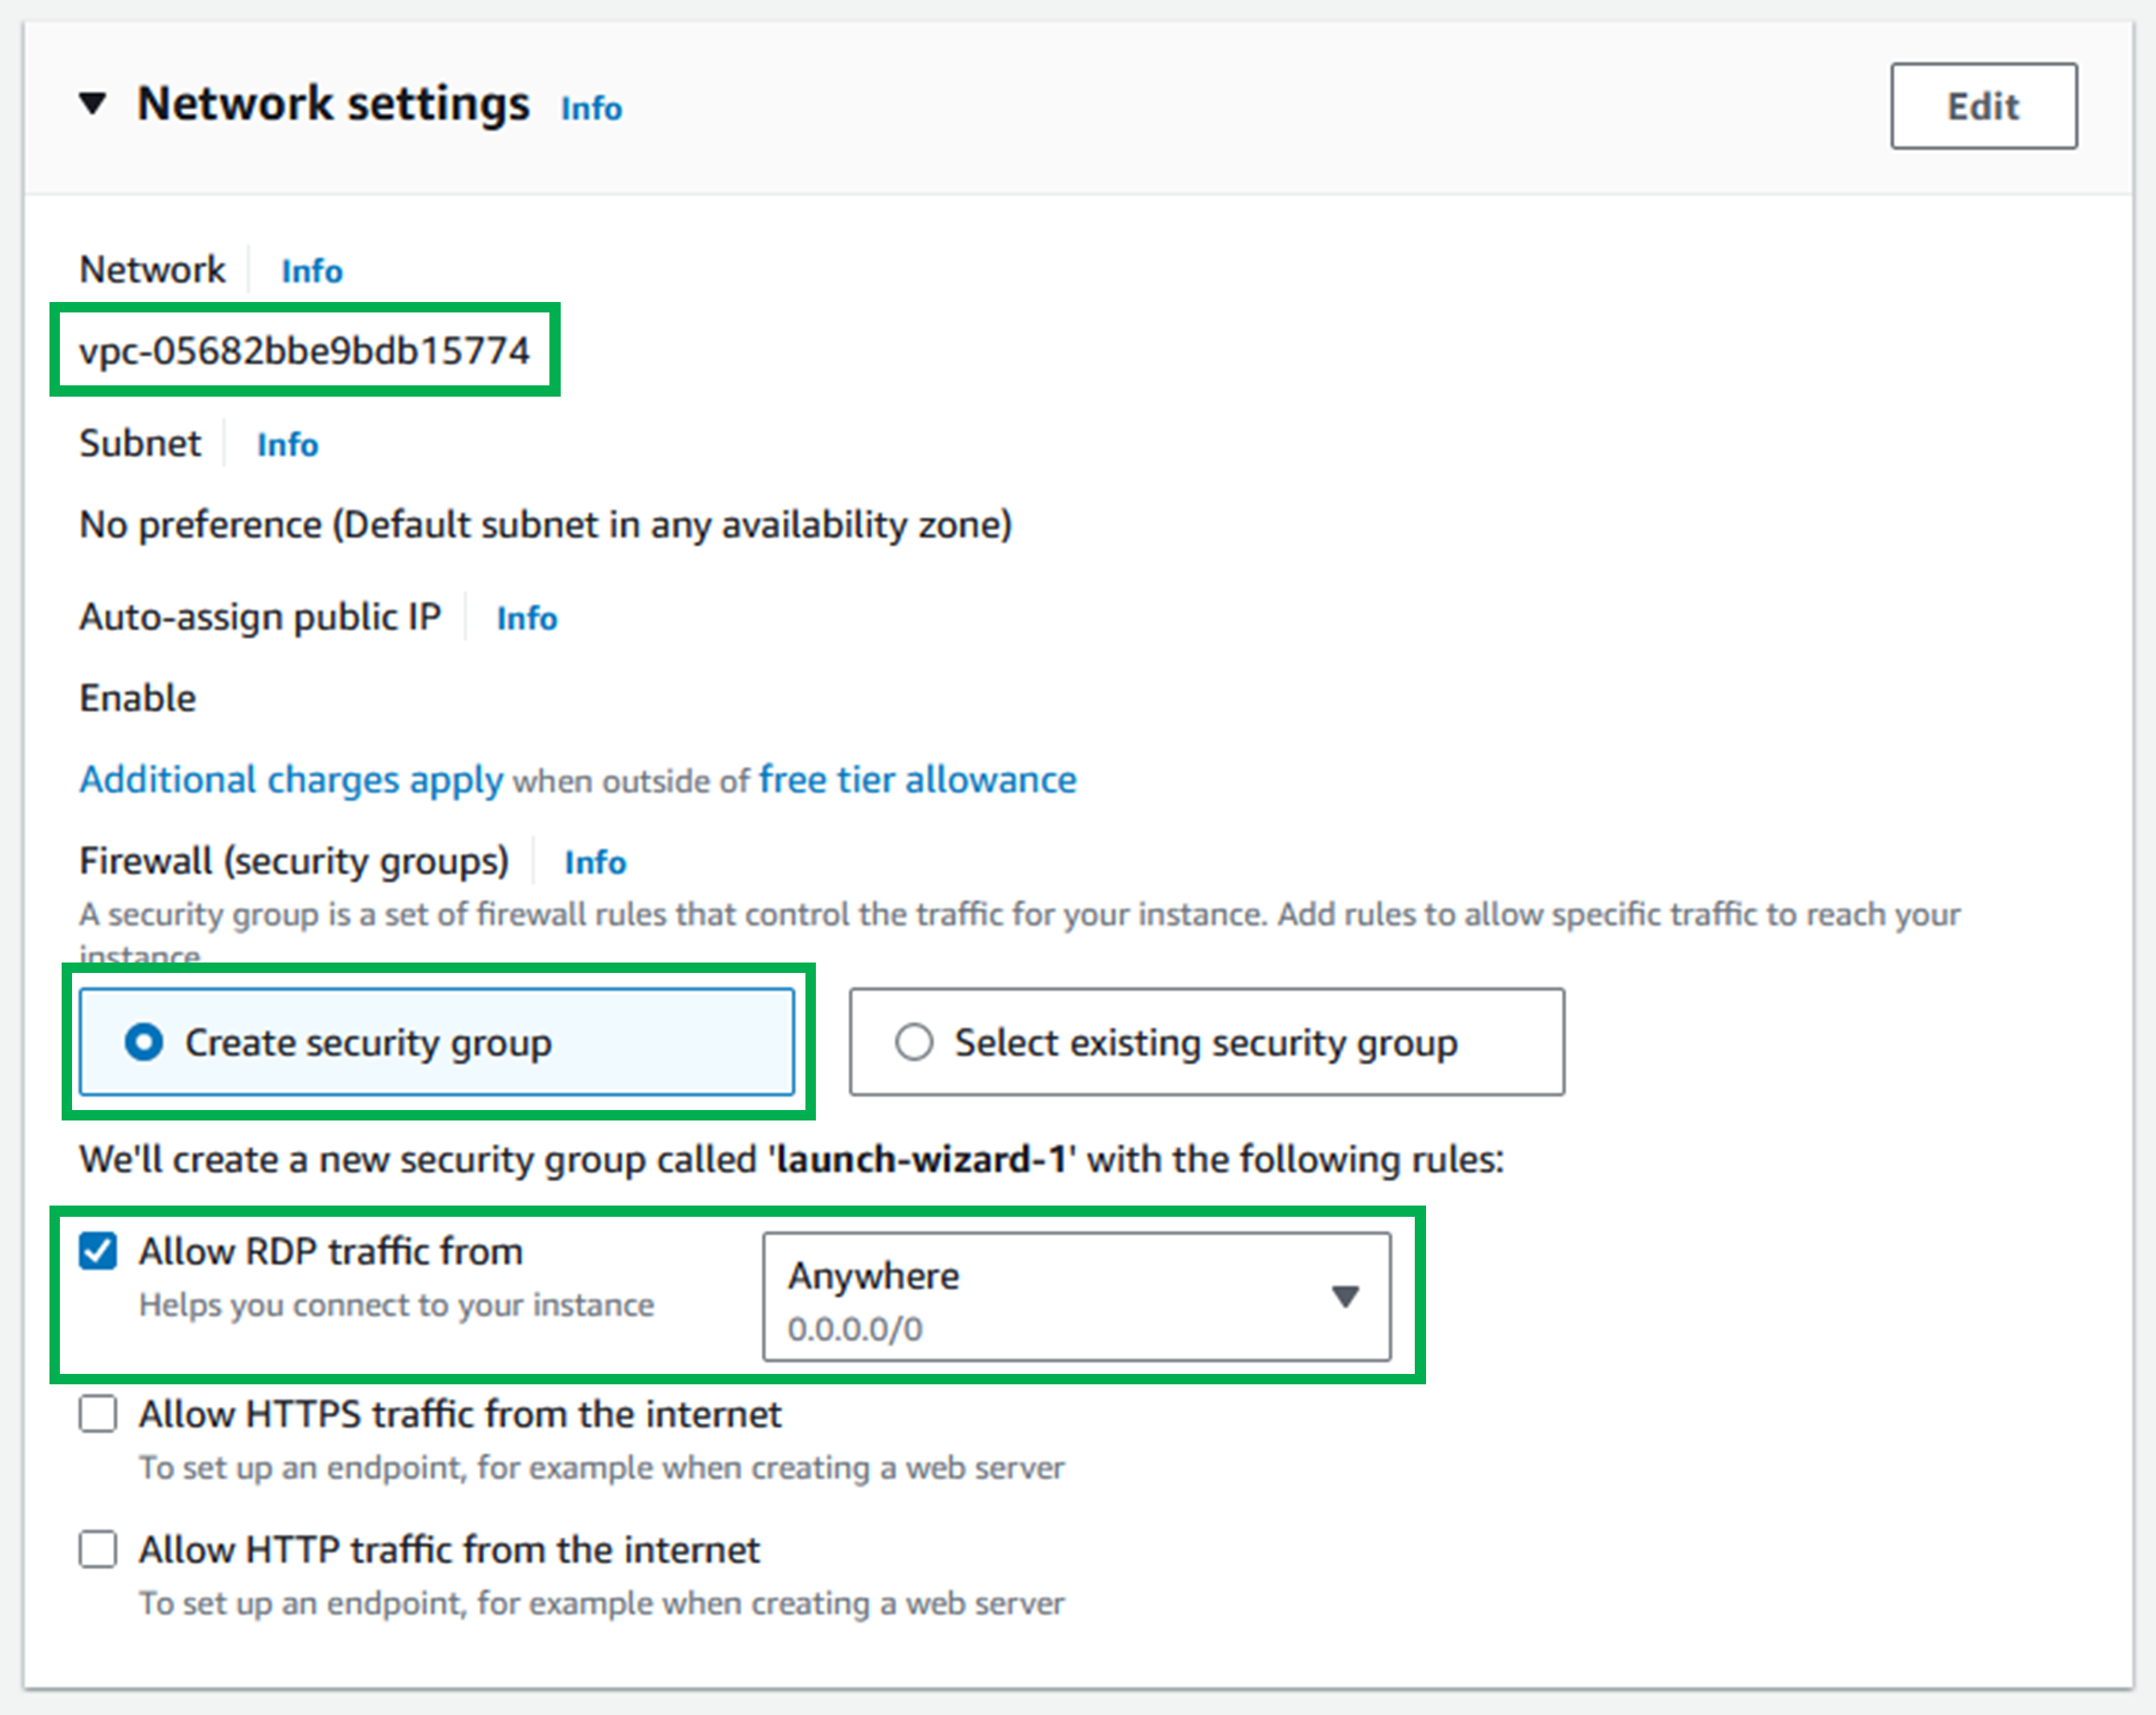 Network settings Info Edit
Network Info
vpc-05682bbe9bdb15774
Subnet Info
No preference (Default subnet in any availability zone)
Auto-assign public IP Info
Enable
Additional charges apply when outside of free tier allowance
Firewall (security groups) Info
A security group is a set of firewall rules that control the traffic for your instance. Add rules to allow specific traffic to reach your
instance.
Create security group Select existing security group
We'll create a new security group called 'launch-wizard-1' with the following rules:
Allow RDP traffic from
Helps you connect to your instance
Anywhere
0.0.0.0/0
Allow HTTPS traffic from the internet
To set up an endpoint, for example when creating a web server
Allow HTTP traffic from the internet
To set up an endpoint, for example when creating a web server